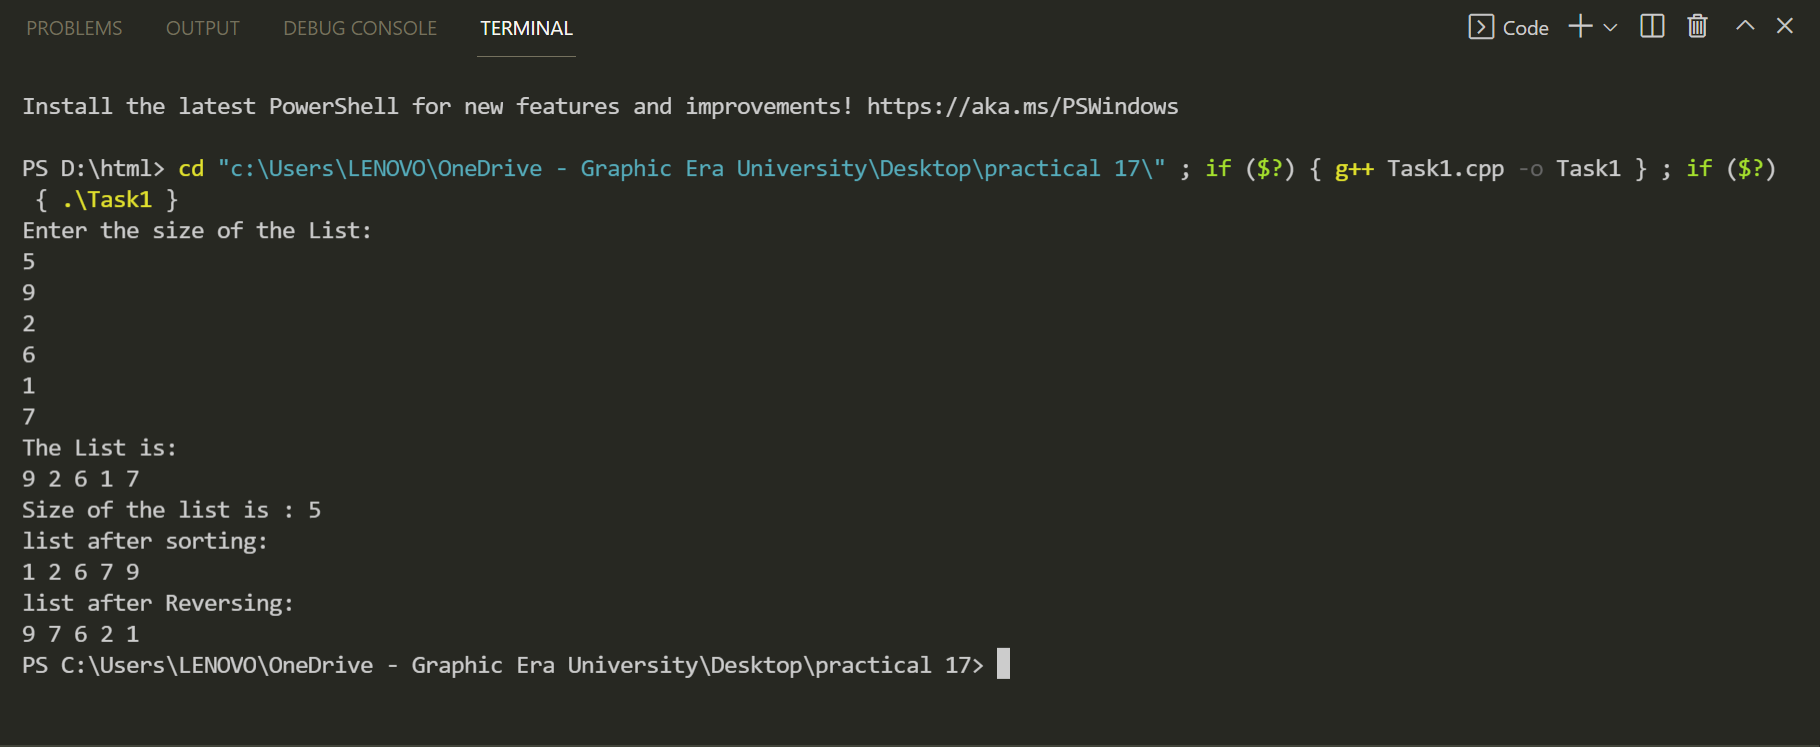 PROBLEMS OUTPUT DEBUG CONSOLE TERMINAL Code
Install the latest PowerShell for new features and improvements! https://aka.ms/PSWindows
PS D:\html> cd "c:\Users\LENOVO\OneDrive - Graphic Era University\Desktop\practical 17\" ; if ($?) { g++ Task1.cpp -o Task1 } ; if ($?)
{ .\Task1 }
Enter the size of the List:
5
9
2
6
1
7
The List is:
9 2 6 1 7
Size of the list is : 5
list after sorting:
1 2 6 7 9
list after Reversing:
9 7 6 2 1
PS C:\Users\LENOVO\OneDrive - Graphic Era University\Desktop\practical 17>